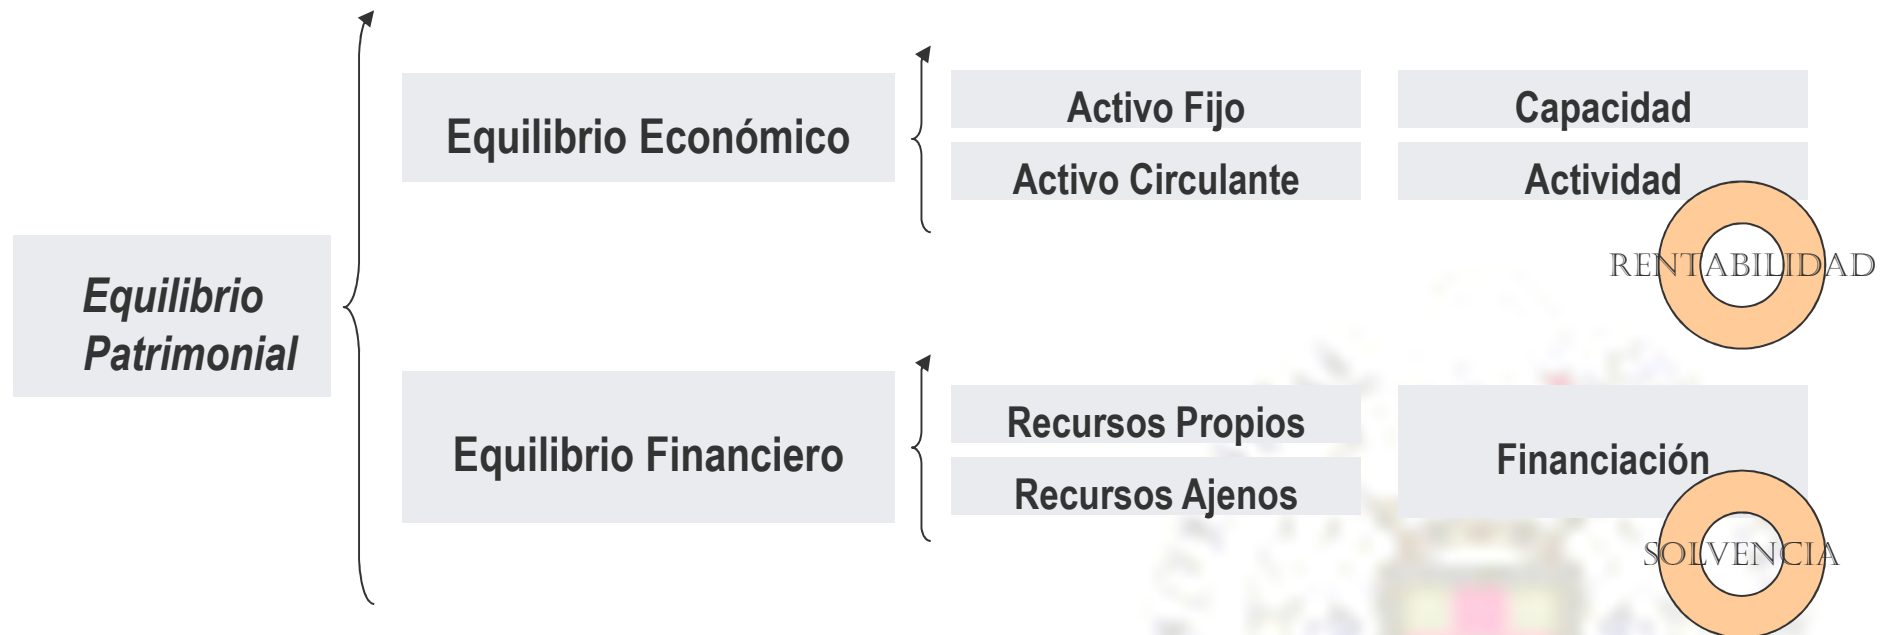 Equilibrio
Patrimonial
Equilibrio Económico
Activo Fijo
Capacidad
Activo Circulante
Actividad
RENTABILIDAD
Equilibrio Financiero
Recursos Propios
Recursos Ajenos
Financiación
SOLVENCIA